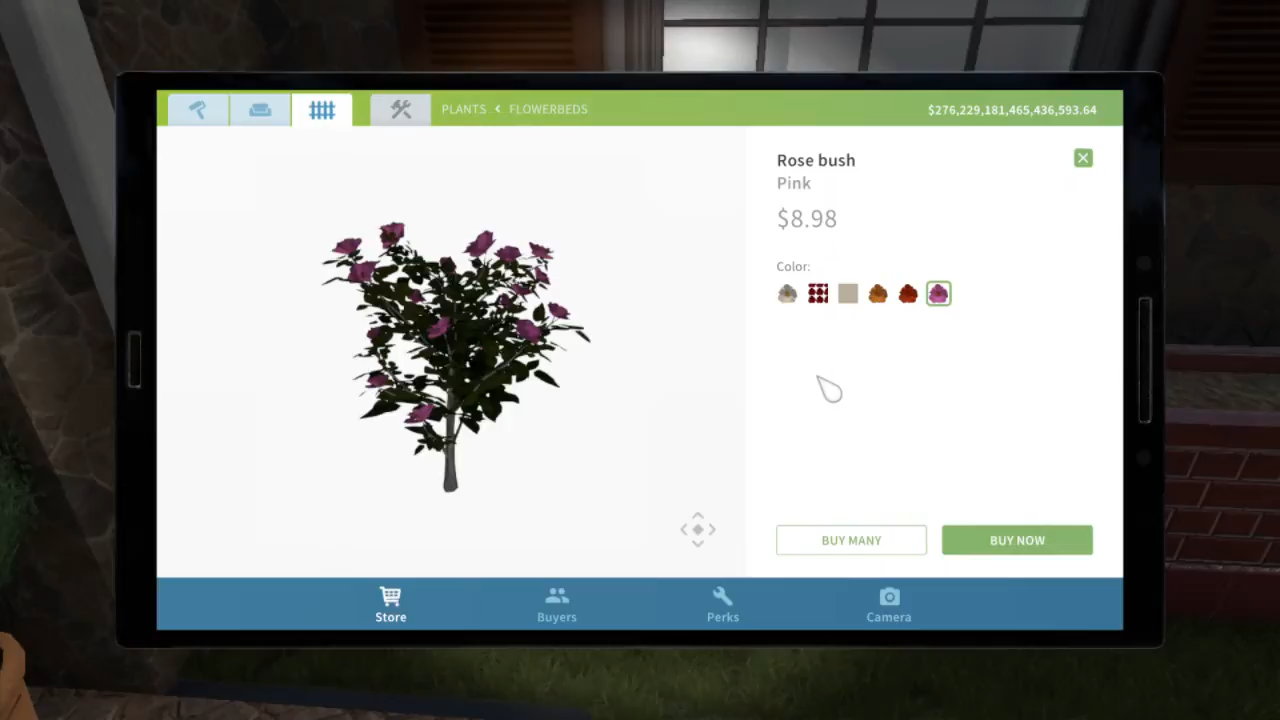 PLANTS < FLOWERBEDS
$276,229,181,465,436,593.64
Rose bush
Pink
$8.98
Color:
BUY MANY
BUY NOW
Store
Buyers
Perks
Camera